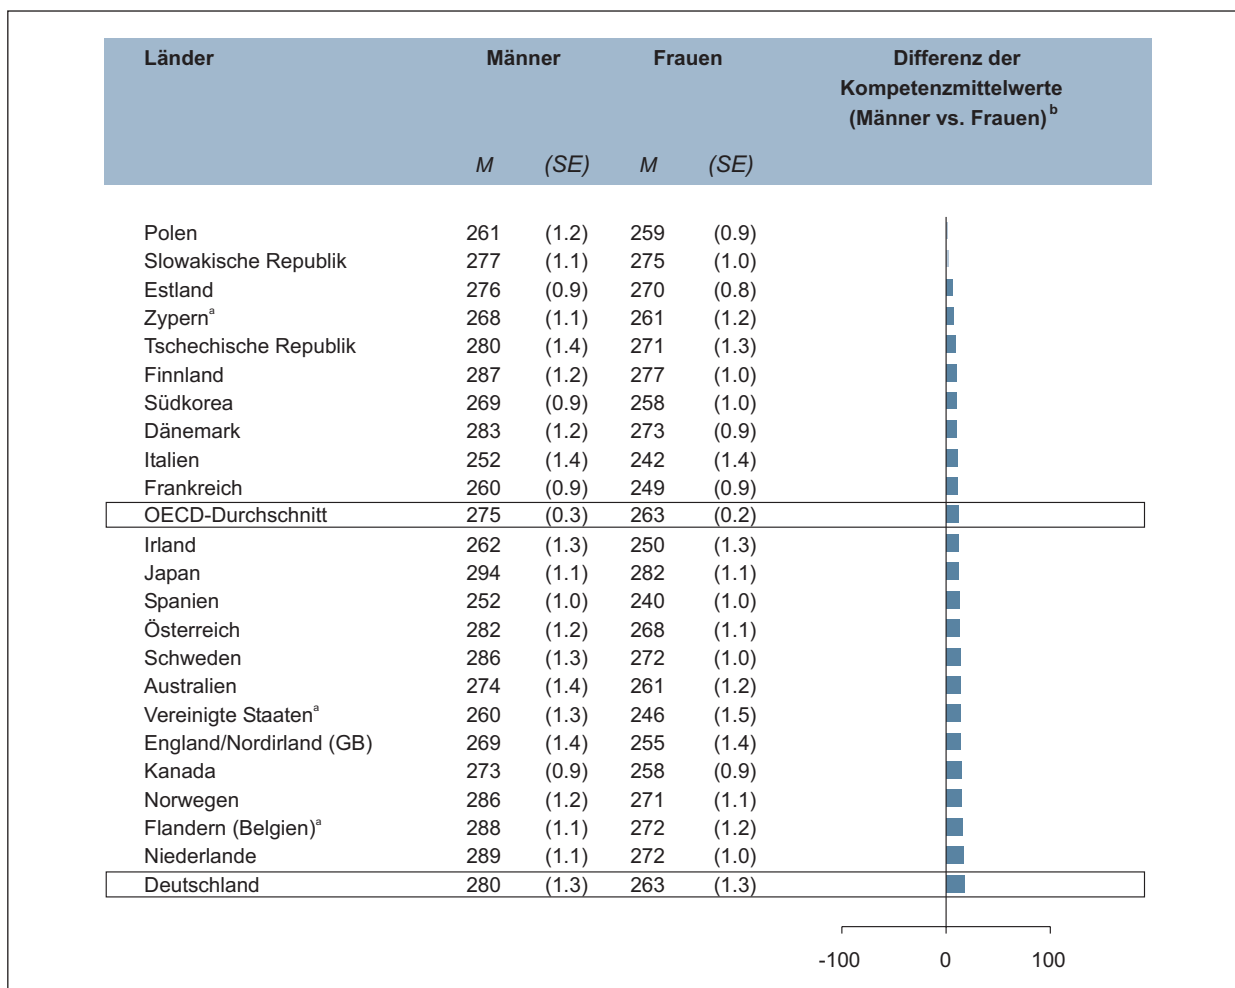 Länder Männer Frauen Differenz der
Kompetenzmittelwerte
(Männer vs. Frauen) b
M (SE) M (SE)
Polen 261 (1.2) 259 (0.9)
Slowakische Republik 277 (1.1) 275 (1.0)
Estland 276 (0.9) 270 (0.8)
Zypern a 268 (1.1) 261 (1.2)
Tschechische Republik 280 (1.4) 271 (1.3)
Finnland 287 (1.2) 277 (1.0)
Südkorea 269 (0.9) 258 (1.0)
Dänemark 283 (1.2) 273 (0.9)
Italien 252 (1.4) 242 (1.4)
Frankreich 260 (0.9) 249 (0.9)
OECD-Durchschnitt 275 (0.3) 263 (0.2)
Irland 262 (1.3) 250 (1.3)
Japan 294 (1.1) 282 (1.1)
Spanien 252 (1.0) 240 (1.0)
Österreich 282 (1.2) 268 (1.1)
Schweden 286 (1.3) 272 (1.0)
Australien 274 (1.4) 261 (1.2)
Vereinigte Staaten a 260 (1.3) 246 (1.5)
England/Nordirland (GB) 269 (1.4) 255 (1.4)
Kanada 273 (0.9) 258 (0.9)
Norwegen 286 (1.2) 271 (1.1)
Flandern (Belgien) a 288 (1.1) 272 (1.2)
Niederlande 289 (1.1) 272 (1.0)
Deutschland 280 (1.3) 263 (1.3)
-100 0 100